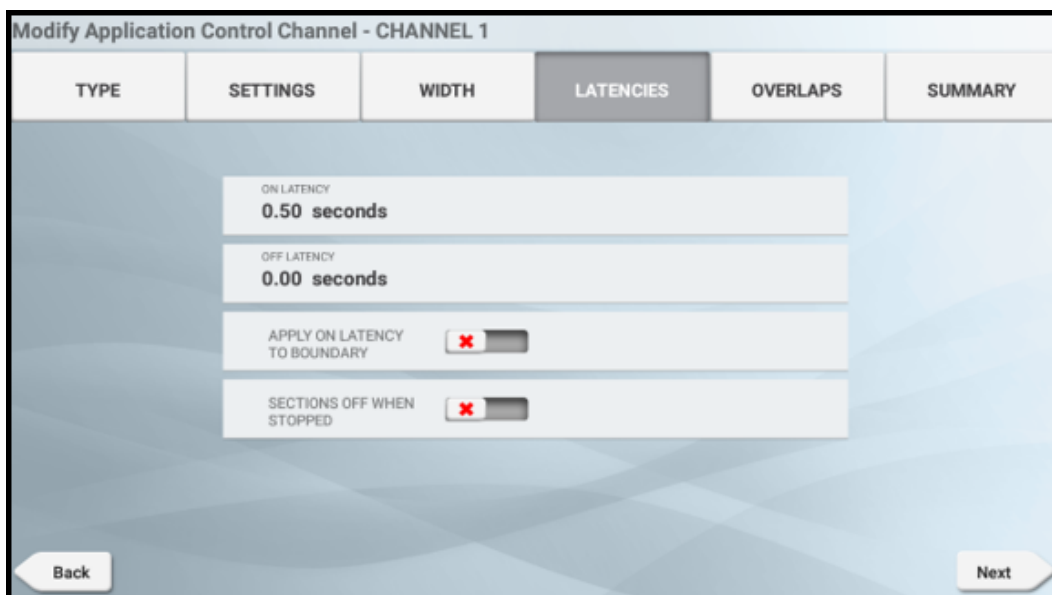 Modify Application Control Channel - CHANNEL 1
TYPE SETTINGS WIDTH LATENCIES OVERLAPS SUMMARY
ON LATENCY
0.50 seconds
OFF LATENCY
0.00 seconds
APPLY ON LATENCY
TO BOUNDARY
SECTIONS OFF WHEN
STOPPED
Back Next